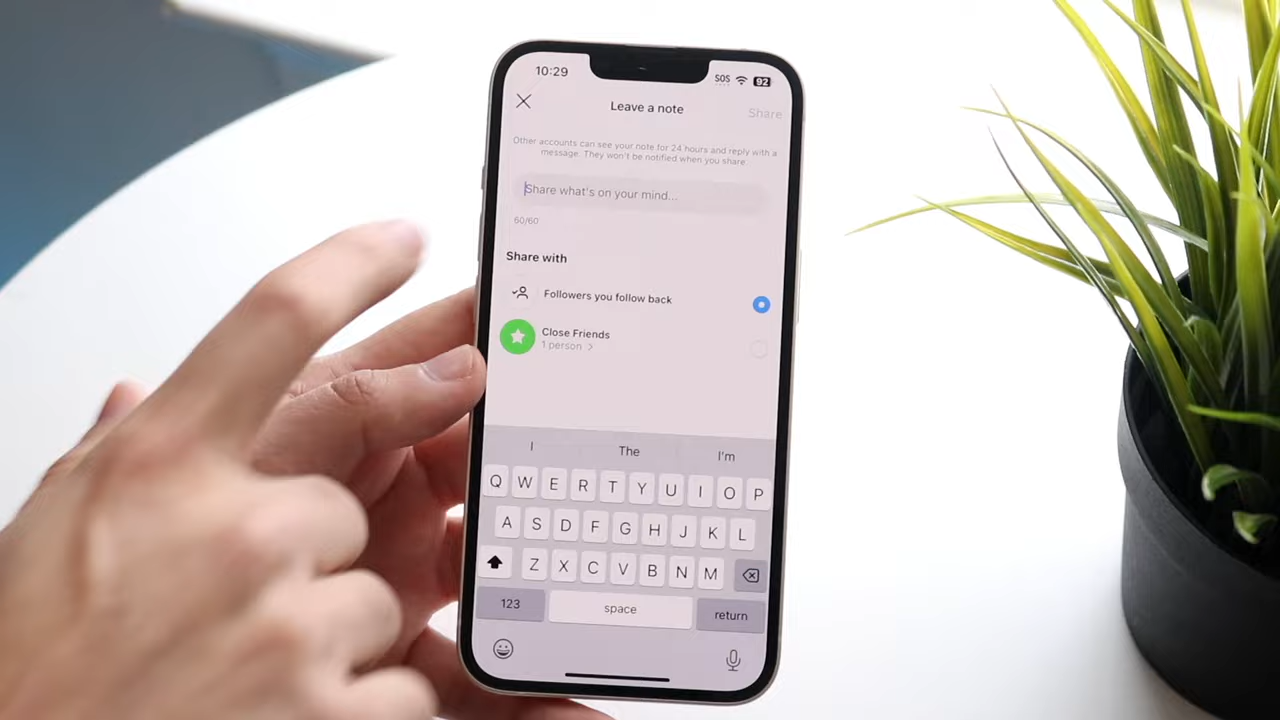 10:29
SOS
92
Leave a note
Share
Other accounts can see your note for 24 hours and reply with a
message. They won't be notified when you share.
Share what's on your mind...
60/60
Share with
Followers you follow back
Close Friends
1 person >
I The I'm
Q W E R T Y U I O P
A S D F G H J K L
Z X C V B N M
123 space return